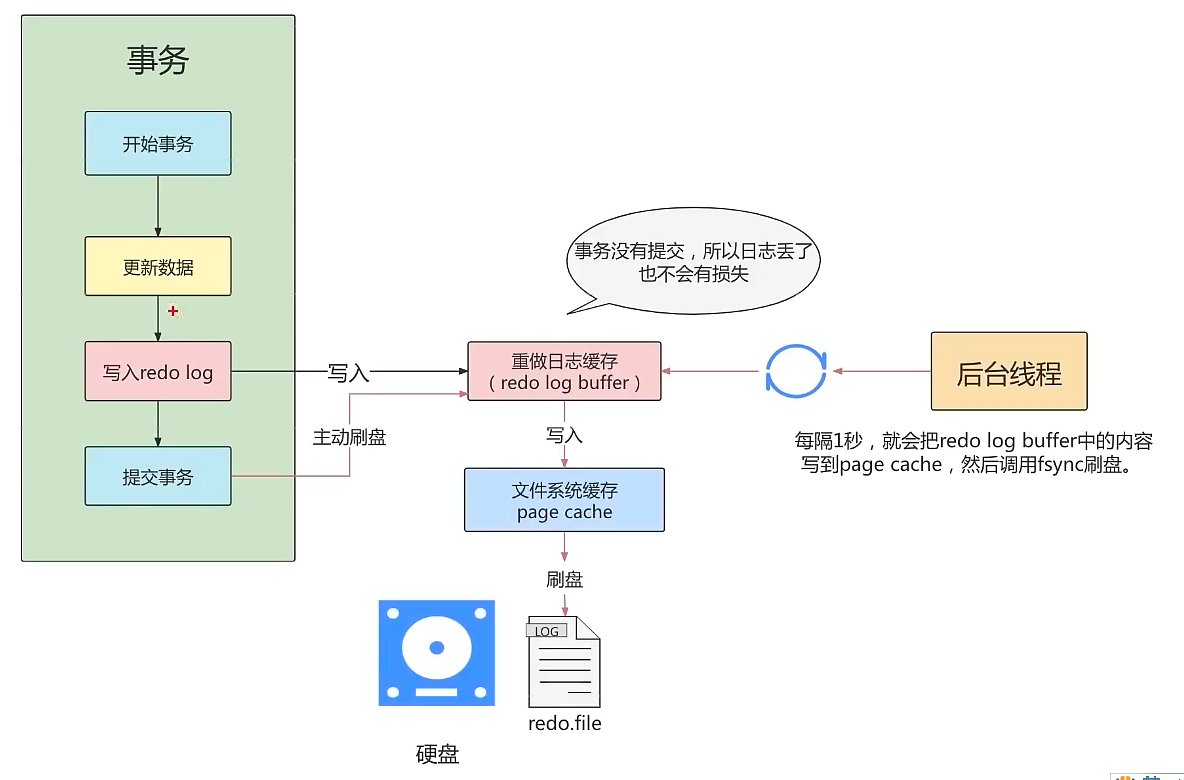 事务
开始事务
更新数据
写入redo log
提交事务
写入
主动刷盘
事务没有提交，所以日志丢了
也不会有损失
重做日志缓存
（redo log buffer）
写入
文件系统缓存
page cache
刷盘
LOG
redo.file
硬盘
后台线程
每隔1秒，就会把redo log buffer中的内容
写到page cache，然后调用fsync刷盘。